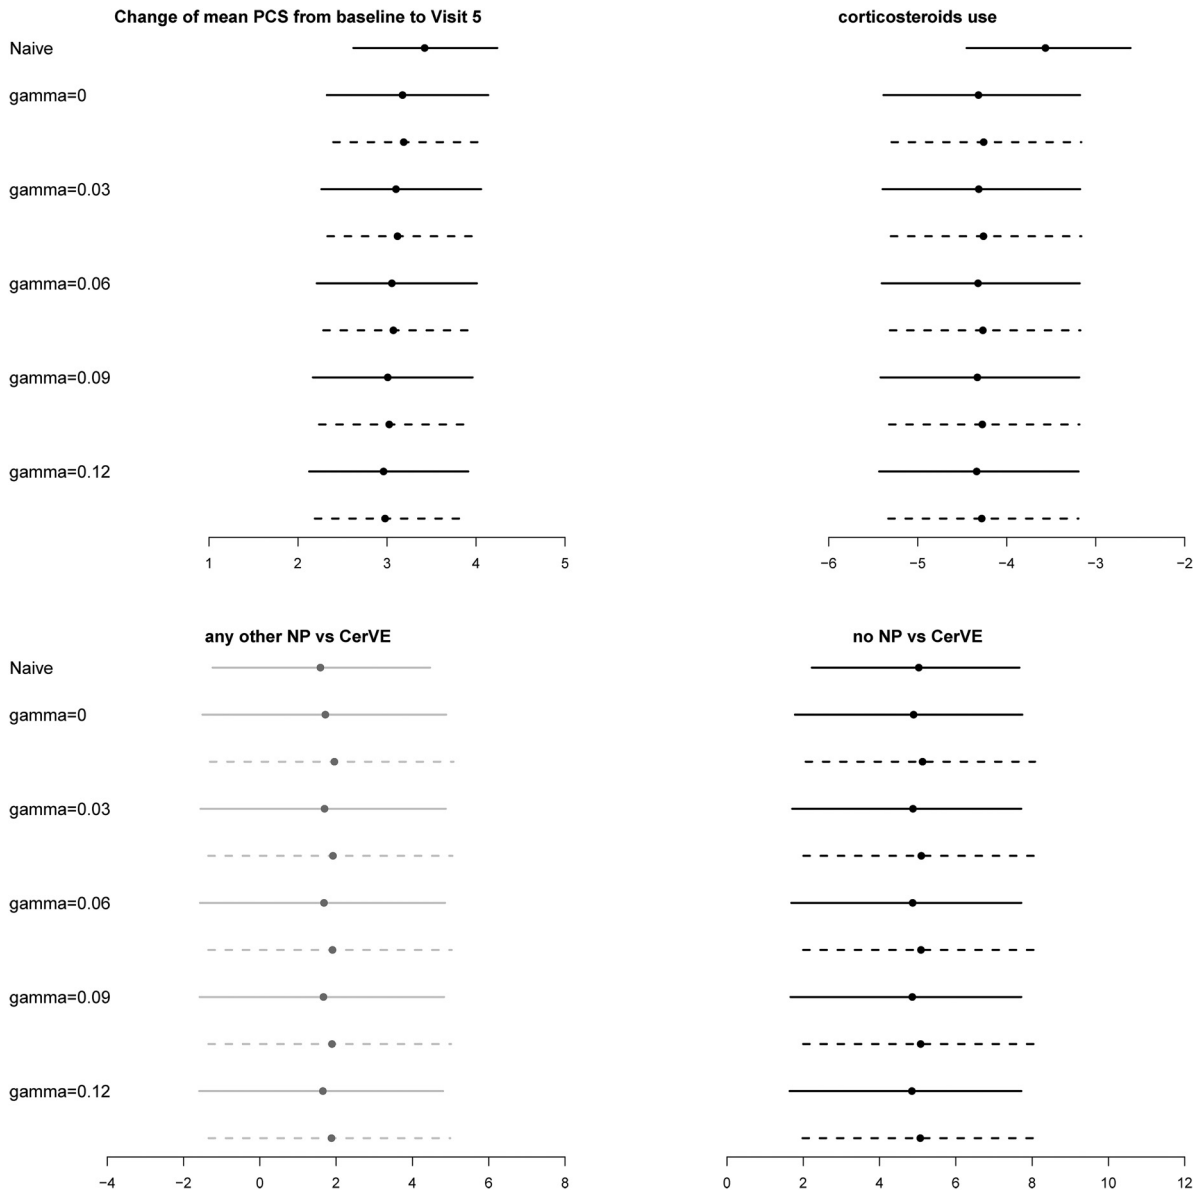 Change of mean PCS from baseline to Visit 5
corticosteroids use
Naive
gamma=0
gamma=0.03
gamma=0.06
gamma=0.09
gamma=0.12
1 2 3 4 5
−6 −5 −4 −3 −2
any other NP vs CerVE
no NP vs CerVE
Naive
gamma=0
gamma=0.03
gamma=0.06
gamma=0.09
gamma=0.12
−4 −2 0 2 4 6 8
0 2 4 6 8 10 12